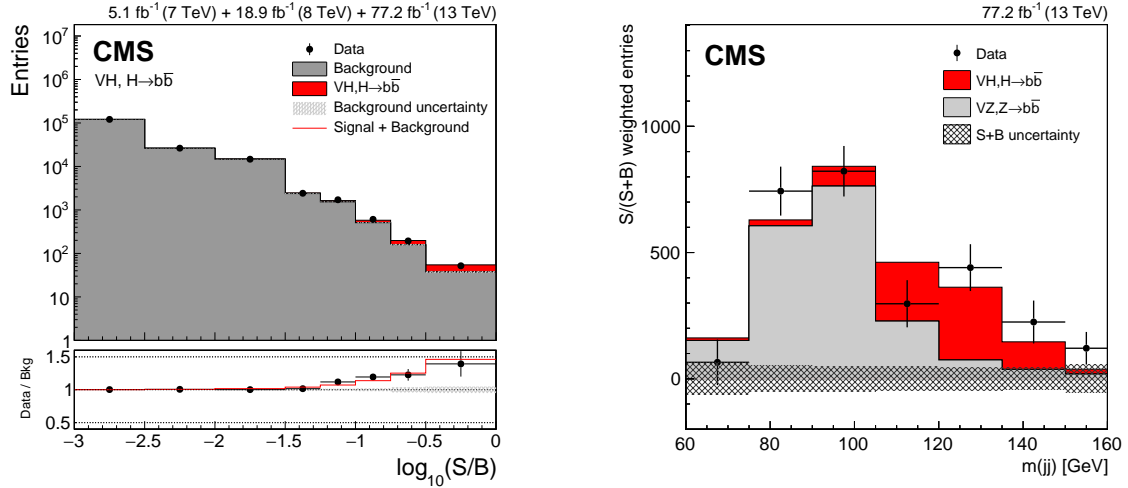 5.1 fb⁻¹ (7 TeV) + 18.9 fb⁻¹ (8 TeV) + 77.2 fb⁻¹ (13 TeV)
Entries
10⁷
10⁶
10⁵
10⁴
10³
10²
10
1
CMS
VH, H→bb̅
Data
Background
VH,H→bb̅
Background uncertainty
Signal + Background
Data / Bkg
1.5
1
0.5
−3 −2.5 −2 −1.5 −1 −0.5 0
log₁₀(S/B)
77.2 fb⁻¹ (13 TeV)
S/(S+B) weighted entries
1000
500
0
CMS
Data
VH,H→bb̅
VZ,Z→bb̅
S+B uncertainty
60 80 100 120 140 160
m(jj) [GeV]